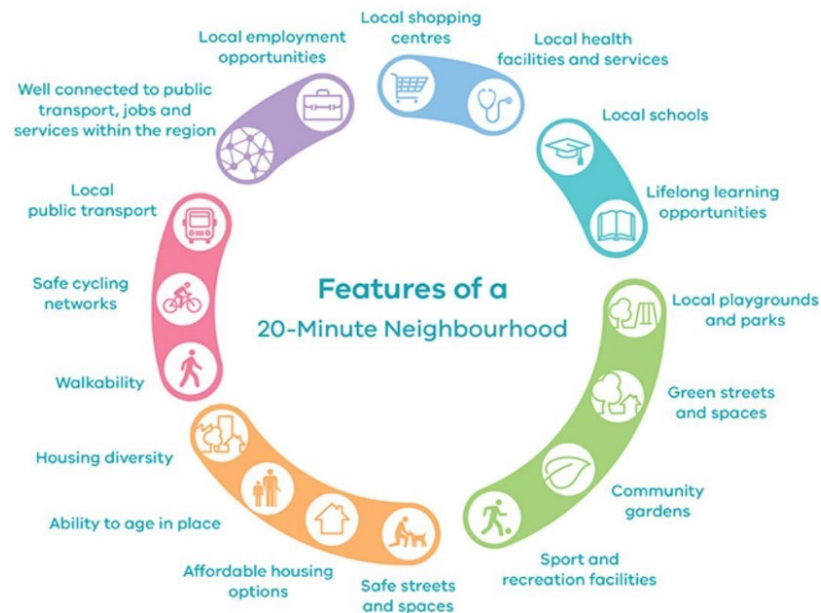 Features of a
20-Minute Neighbourhood
Local shopping
centres
Local health
facilities and services
Local schools
Lifelong learning
opportunities
Local playgrounds
and parks
Green streets
and spaces
Community
gardens
Sport and
recreation facilities
Safe streets
and spaces
Affordable housing
options
Ability to age in place
Housing diversity
Walkability
Safe cycling
networks
Local
public transport
Well connected to public
transport, jobs and
services within the region
Local employment
opportunities